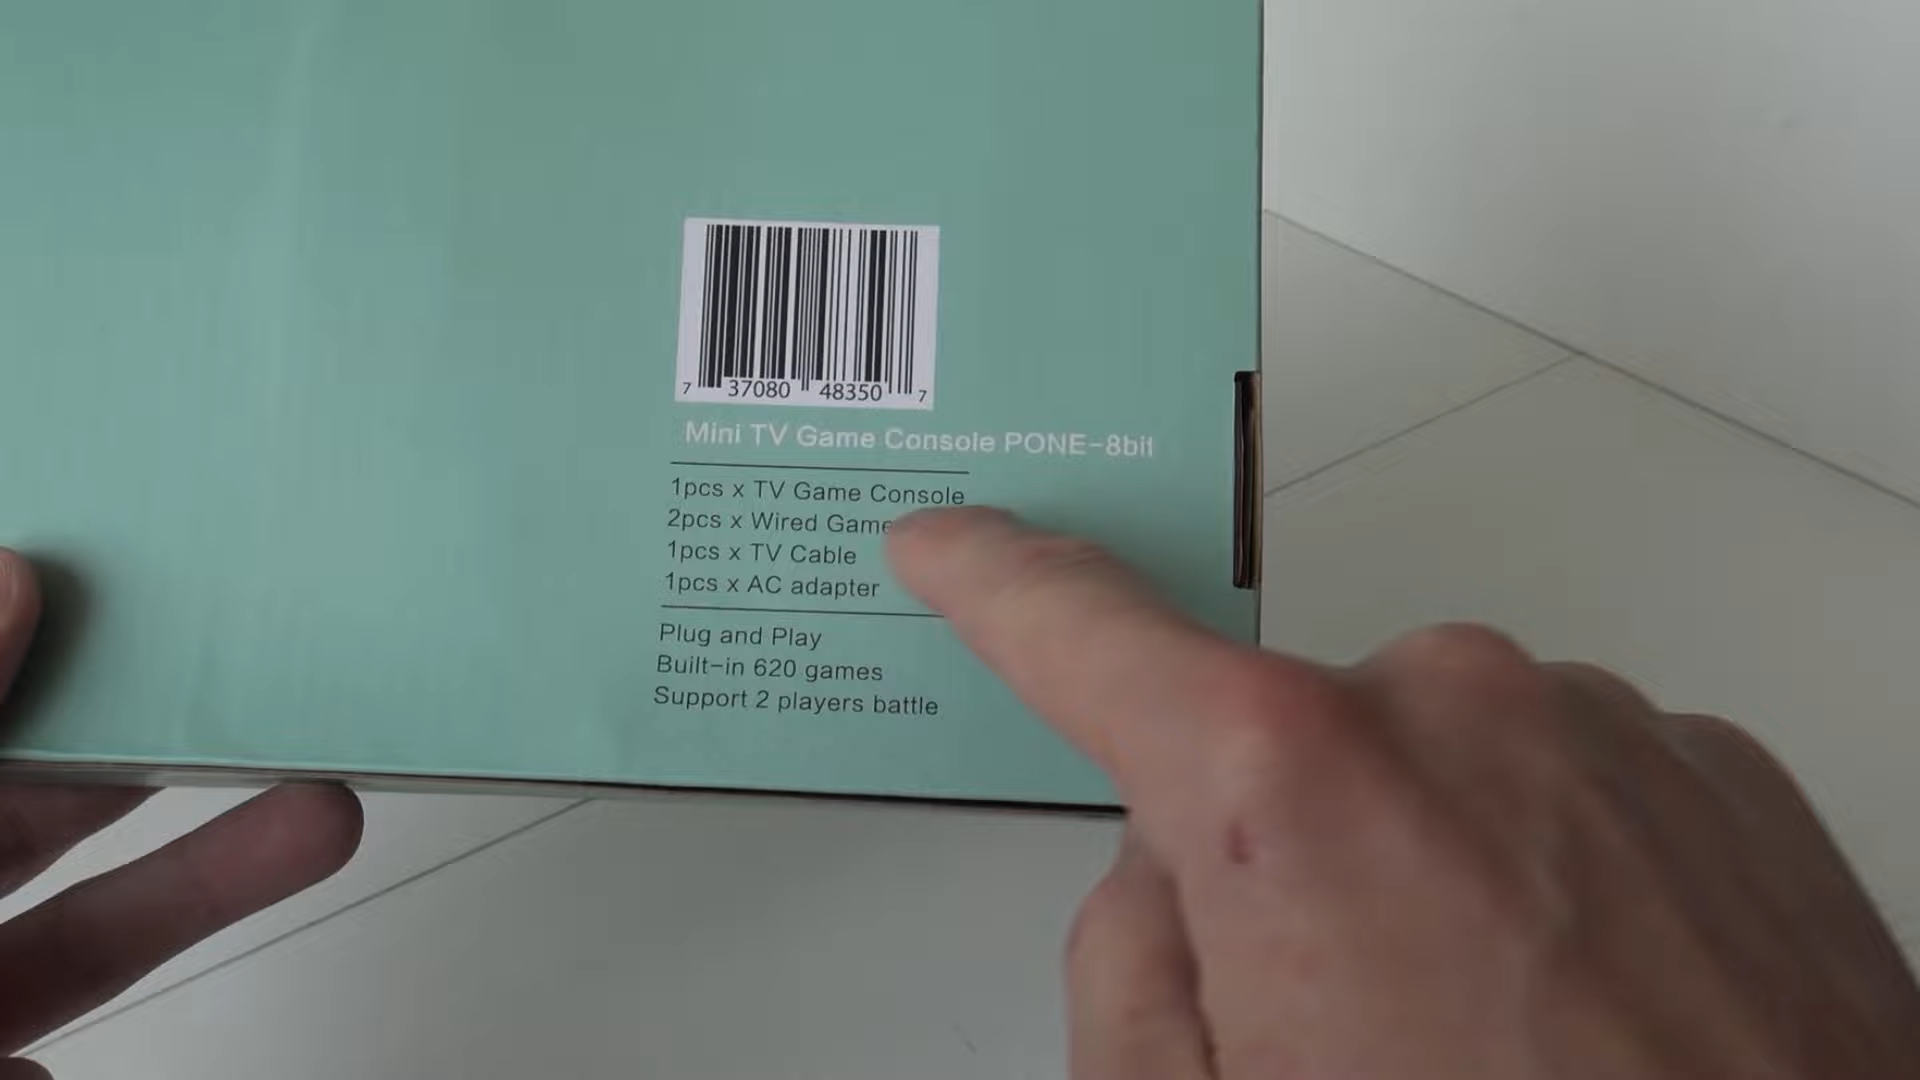 7 37080 48350 7
Mini TV Game Console PONE-8bit
1pcs x TV Game Console
2pcs x Wired Game
1pcs x TV Cable
1pcs x AC adapter
Plug and Play
Built-in 620 games
Support 2 players battle